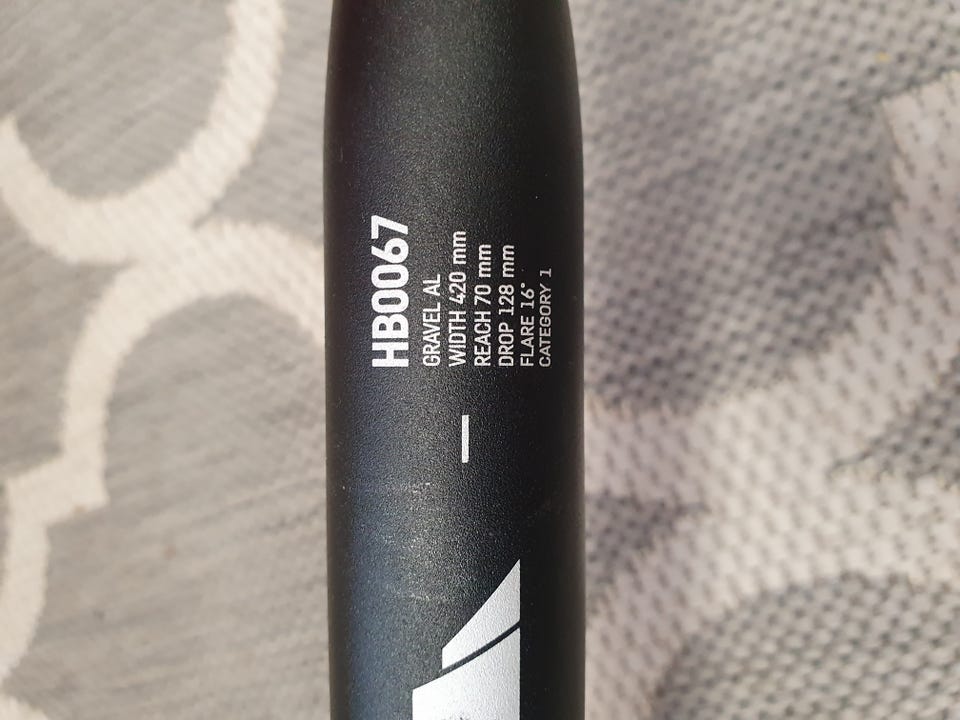 HB0067
GRAVEL AL
WIDTH 420 mm
REACH 70 mm
DROP 128 mm
FLARE 16°
CATEGORY 1